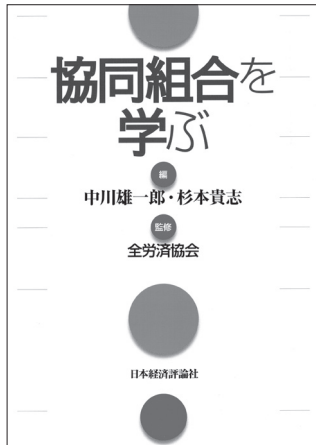 協同組合を
学ぶ
編
中川雄一郎・杉本貴志
監修
全労済協会
日本経済評論社